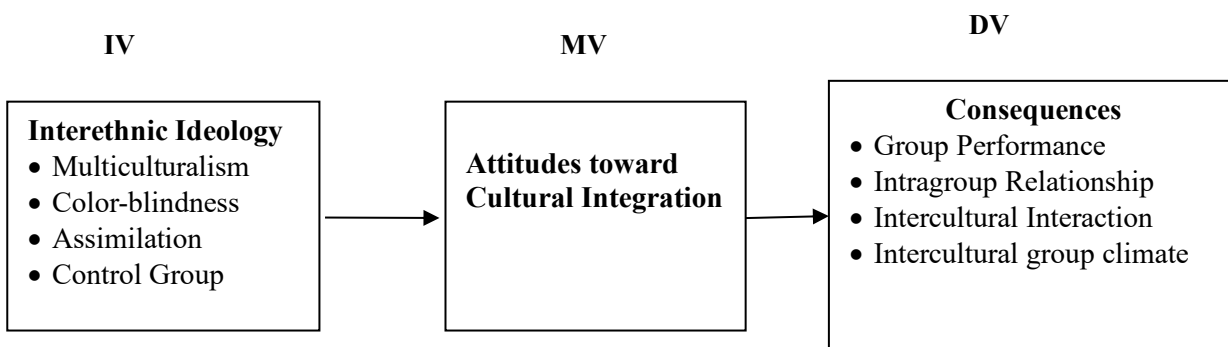 IV
MV
DV
Interethnic Ideology
• Multiculturalism
• Color-blindness
• Assimilation
• Control Group
Attitudes toward
Cultural Integration
Consequences
• Group Performance
• Intragroup Relationship
• Intercultural Interaction
• Intercultural group climate